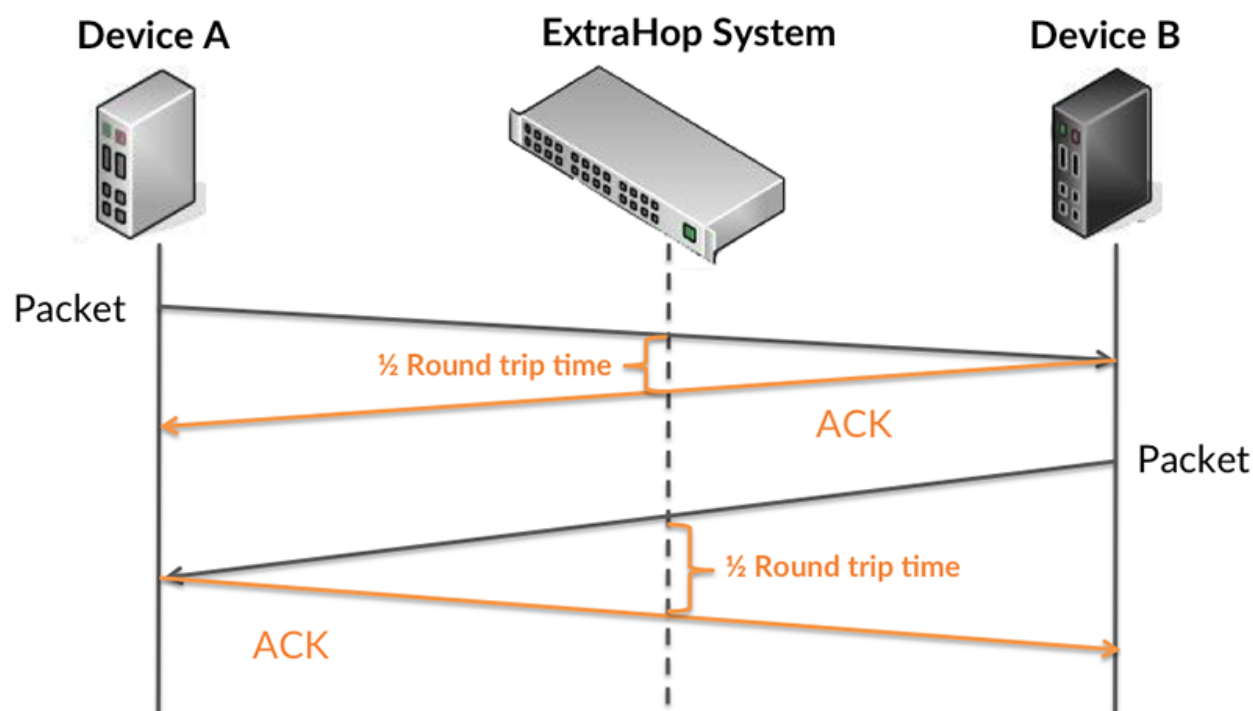 Device A
ExtraHop System
Device B
Packet
½ Round trip time
ACK
Packet
½ Round trip time
ACK